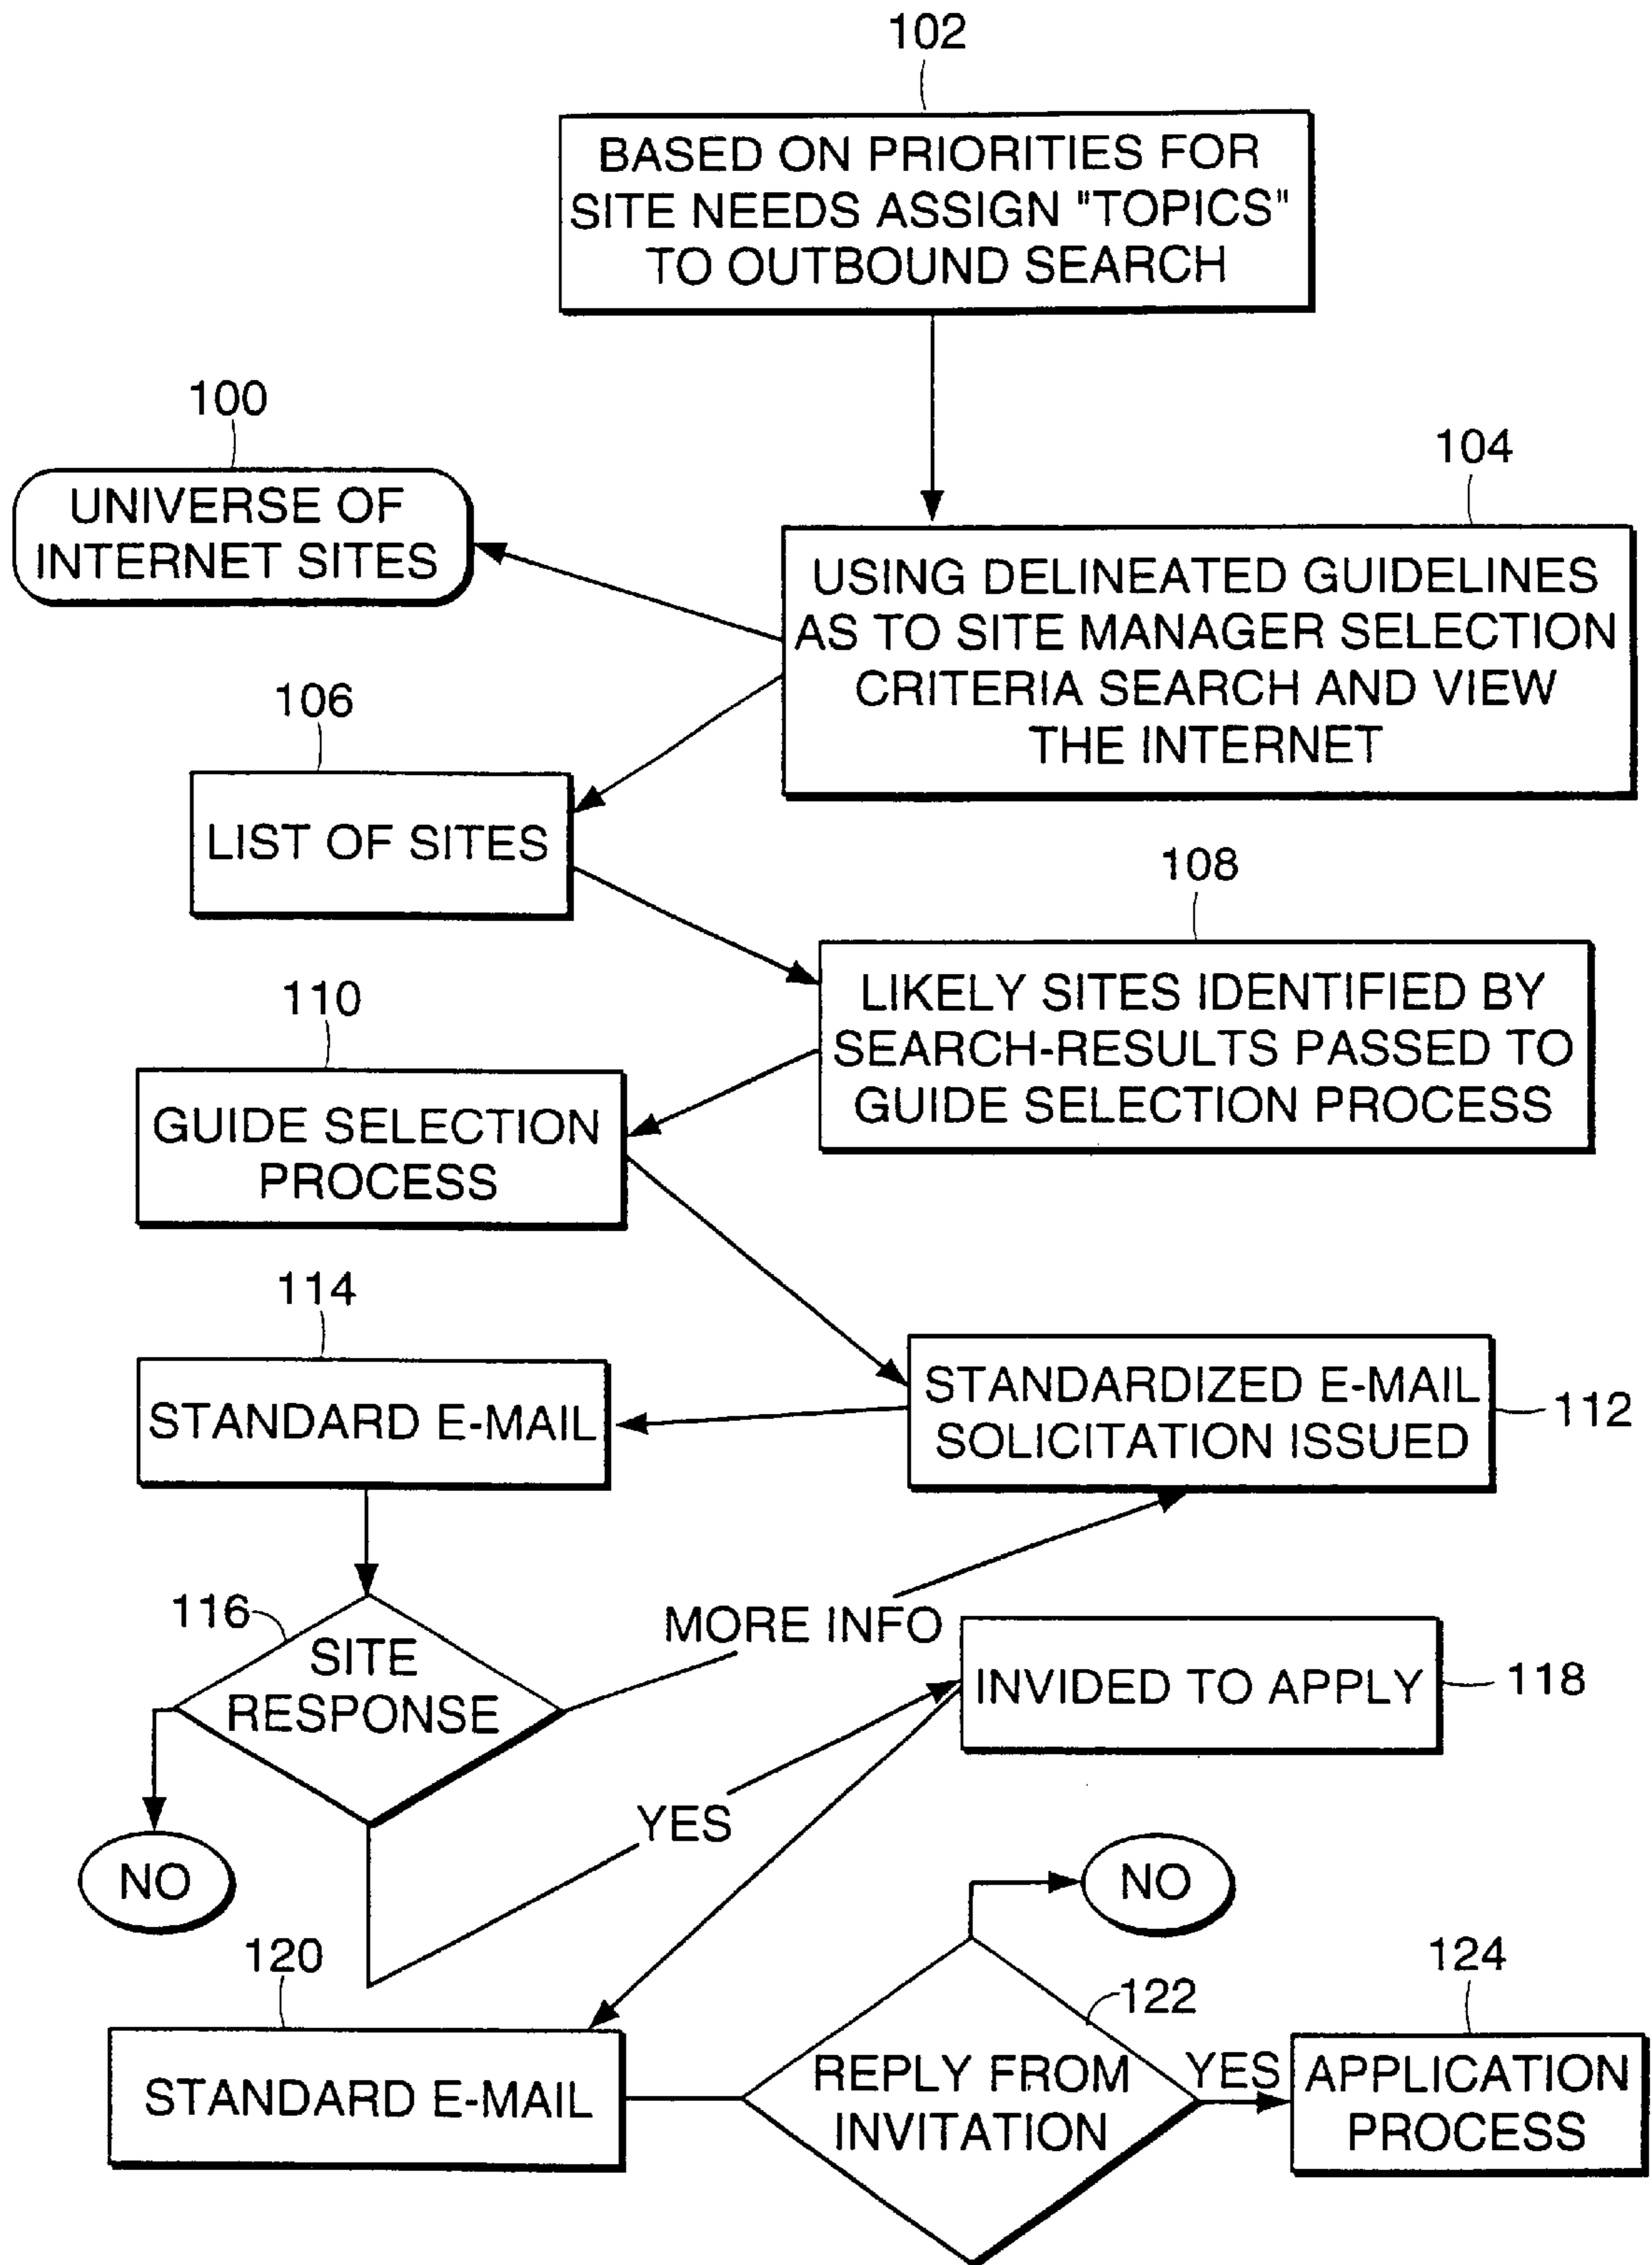 102
BASED ON PRIORITIES FOR
SITE NEEDS ASSIGN "TOPICS"
TO OUTBOUND SEARCH
100
UNIVERSE OF
INTERNET SITES
104
USING DELINEATED GUIDELINES
AS TO SITE MANAGER SELECTION
CRITERIA SEARCH AND VIEW
THE INTERNET
106
LIST OF SITES
108
LIKELY SITES IDENTIFIED BY
SEARCH-RESULTS PASSED TO
GUIDE SELECTION PROCESS
110
GUIDE SELECTION
PROCESS
114
STANDARD E-MAIL
STANDARDIZED E-MAIL
SOLICITATION ISSUED
112
116
SITE
RESPONSE
MORE INFO
INVIDED TO APPLY
118
YES
NO
NO
120
STANDARD E-MAIL
122
REPLY FROM
INVITATION
YES
124
APPLICATION
PROCESS